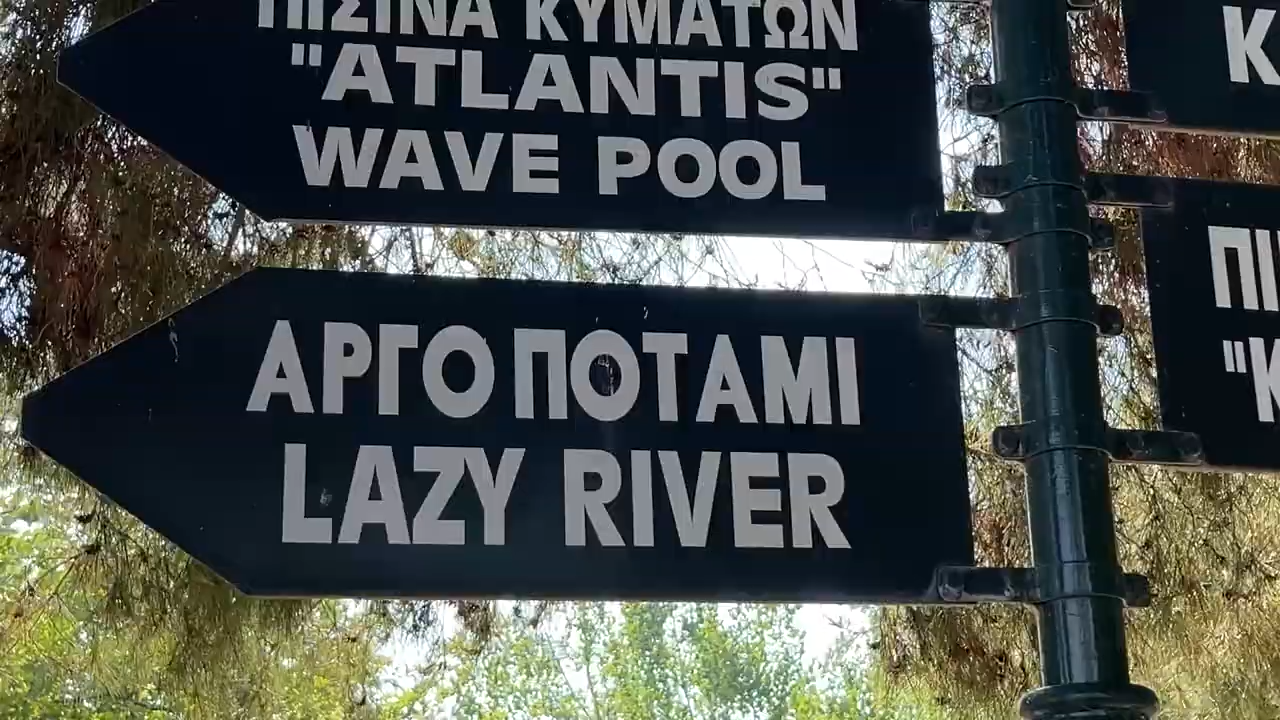 ΠΙΣΙΝΑ ΚΥΜΑΤΩΝ
"ATLANTIS"
WAVE POOL
ΑΡΓΟ ΠΟΤΑΜΙ
LAZY RIVER